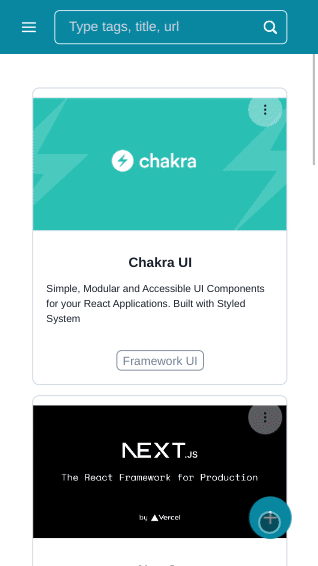 Type tags, title, url
chakra
Chakra UI
Simple, Modular and Accessible UI Components
for your React Applications. Built with Styled
System
Framework UI
NEXT.JS
The React Framework for Production
by Vercel